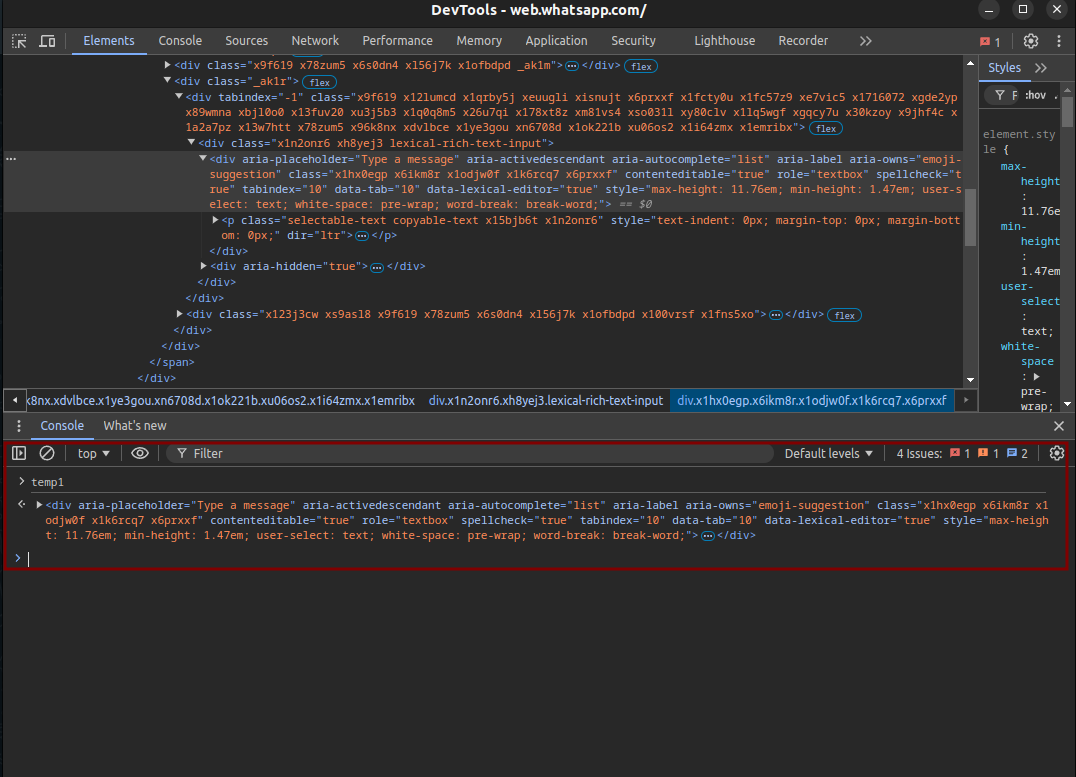 DevTools - web.whatsapp.com/
Elements Console Sources Network Performance Memory Application Security Lighthouse Recorder 1
<div class="x9f619 x78zum5 x6s0dn4 xl56j7k x1ofbdpd _ak1m"> … </div> flex
<div class="_ak1r"> flex
<div tabindex="-1" class="x9f619 x12lumcd x1qrby5j xeuugli xisnujt x6prxxf x1fcty0u x1fc57z9 xe7vic5 x1716072 xgde2yp
x89wmna xbjl0o0 x13fuv20 xu3j5b3 x1q0q8m5 x26u7qi x178xt8z xm81vs4 xso031l xy80clv x1lq5wgf xgqcy7u x30kzoy x9jhf4c x
1a2a7pz x13w7htt x78zum5 x96k8nx xdvlbce x1ye3gou xn6708d x1ok221b xu06os2 x1i64zmx x1emribx"> flex
<div class="x1n2onr6 xh8yej3 lexical-rich-text-input">
<div aria-placeholder="Type a message" aria-activedescendant aria-autocomplete="list" aria-label aria-owns="emoji-
suggestion" class="x1hx0egp x6ikm8r x1odjw0f x1k6rcq7 x6prxxf" contenteditable="true" role="textbox" spellcheck="t
rue" tabindex="10" data-tab="10" data-lexical-editor="true" style="max-height: 11.76em; min-height: 1.47em; user-s
elect: text; white-space: pre-wrap; word-break: break-word;"> == $0
<p class="selectable-text copyable-text x15bjb6t x1n2onr6" style="text-indent: 0px; margin-top: 0px; margin-bott
om: 0px;" dir="ltr"> … </p>
</div>
<div aria-hidden="true"> … </div>
</div>
</div>
<div class="x123j3cw xs9asl8 x9f619 x78zum5 x6s0dn4 xl56j7k x1ofbdpd x100vrsf x1fns5xo"> … </div> flex
</div>
</div>
</span>
</div>
Styles
:hov .
element.sty
le {
max-
height
:
11.76e
min-
height
:
1.47em
user-
select
:
text;
white-
space
:
pre-
wrap;
k8nx.xdvlbce.x1ye3gou.xn6708d.x1ok221b.xu06os2.x1i64zmx.x1emribx div.x1n2onr6.xh8yej3.lexical-rich-text-input div.x1hx0egp.x6ikm8r.x1odjw0f.x1k6rcq7.x6prxxf
Console What's new
top Filter Default levels 4 Issues: 1 1 2
temp1
<div aria-placeholder="Type a message" aria-activedescendant aria-autocomplete="list" aria-label aria-owns="emoji-suggestion" class="x1hx0egp x6ikm8r x1
odjw0f x1k6rcq7 x6prxxf" contenteditable="true" role="textbox" spellcheck="true" tabindex="10" data-tab="10" data-lexical-editor="true" style="max-heigh
t: 11.76em; min-height: 1.47em; user-select: text; white-space: pre-wrap; word-break: break-word;"> … </div>